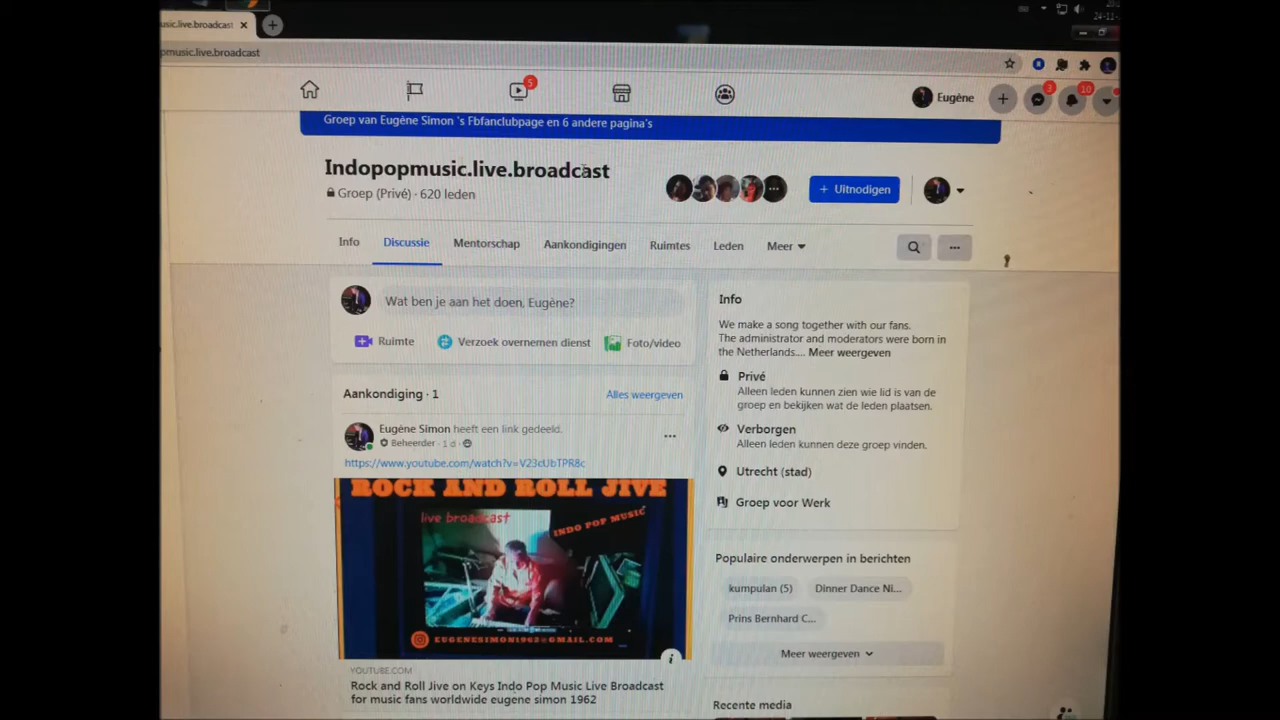 usic.live.broadcast
pmusic.live.broadcast
24-11-
5
Eugène
3
10
Groep van Eugêne Simon 's Fbfanclubpage en 6 andere pagina's
Indopopmusic.live.broadcast
Groep (Privé) · 620 leden
+ Uitnodigen
Info
Discussie
Mentorschap
Aankondigingen
Ruimtes
Leden
Meer
Wat ben je aan het doen, Eugène?
Ruimte
Verzoek overnemen dienst
Foto/video
Aankondiging · 1
Alles weergeven
Eugène Simon heeft een link gedeeld.
Beheerder · 1 d ·
https://www.youtube.com/watch?v=V23cUbTPR8c
ROCK AND ROLL JIVE
live broadcast
INDO POP MUSIC
EUGENESIMON1962@GMAIL.COM
YOUTUBE.COM
Rock and Roll Jive on Keys Indo Pop Music Live Broadcast
for music fans worldwide eugene simon 1962
Info
We make a song together with our fans.
The administrator and moderators were born in
the Netherlands.... Meer weergeven
Privé
Alleen leden kunnen zien wie lid is van de
groep en bekijken wat de leden plaatsen.
Verborgen
Alleen leden kunnen deze groep vinden.
Utrecht (stad)
Groep voor Werk
Populaire onderwerpen in berichten
kumpulan (5)
Dinner Dance Ni...
Prins Bernhard C...
Meer weergeven
Recente media